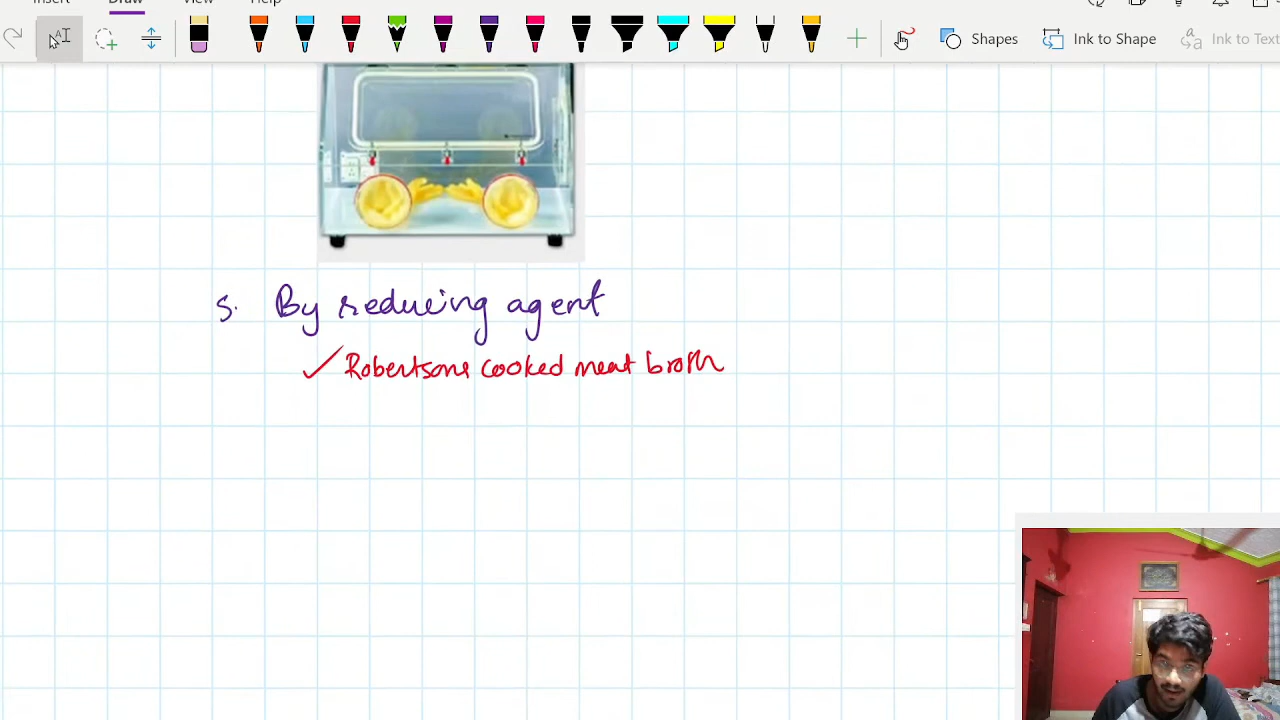 Insert Draw View Help
Shapes Ink to Shape Ink to Text
5. By reducing agent
✓ Robertsons cooked meat broth